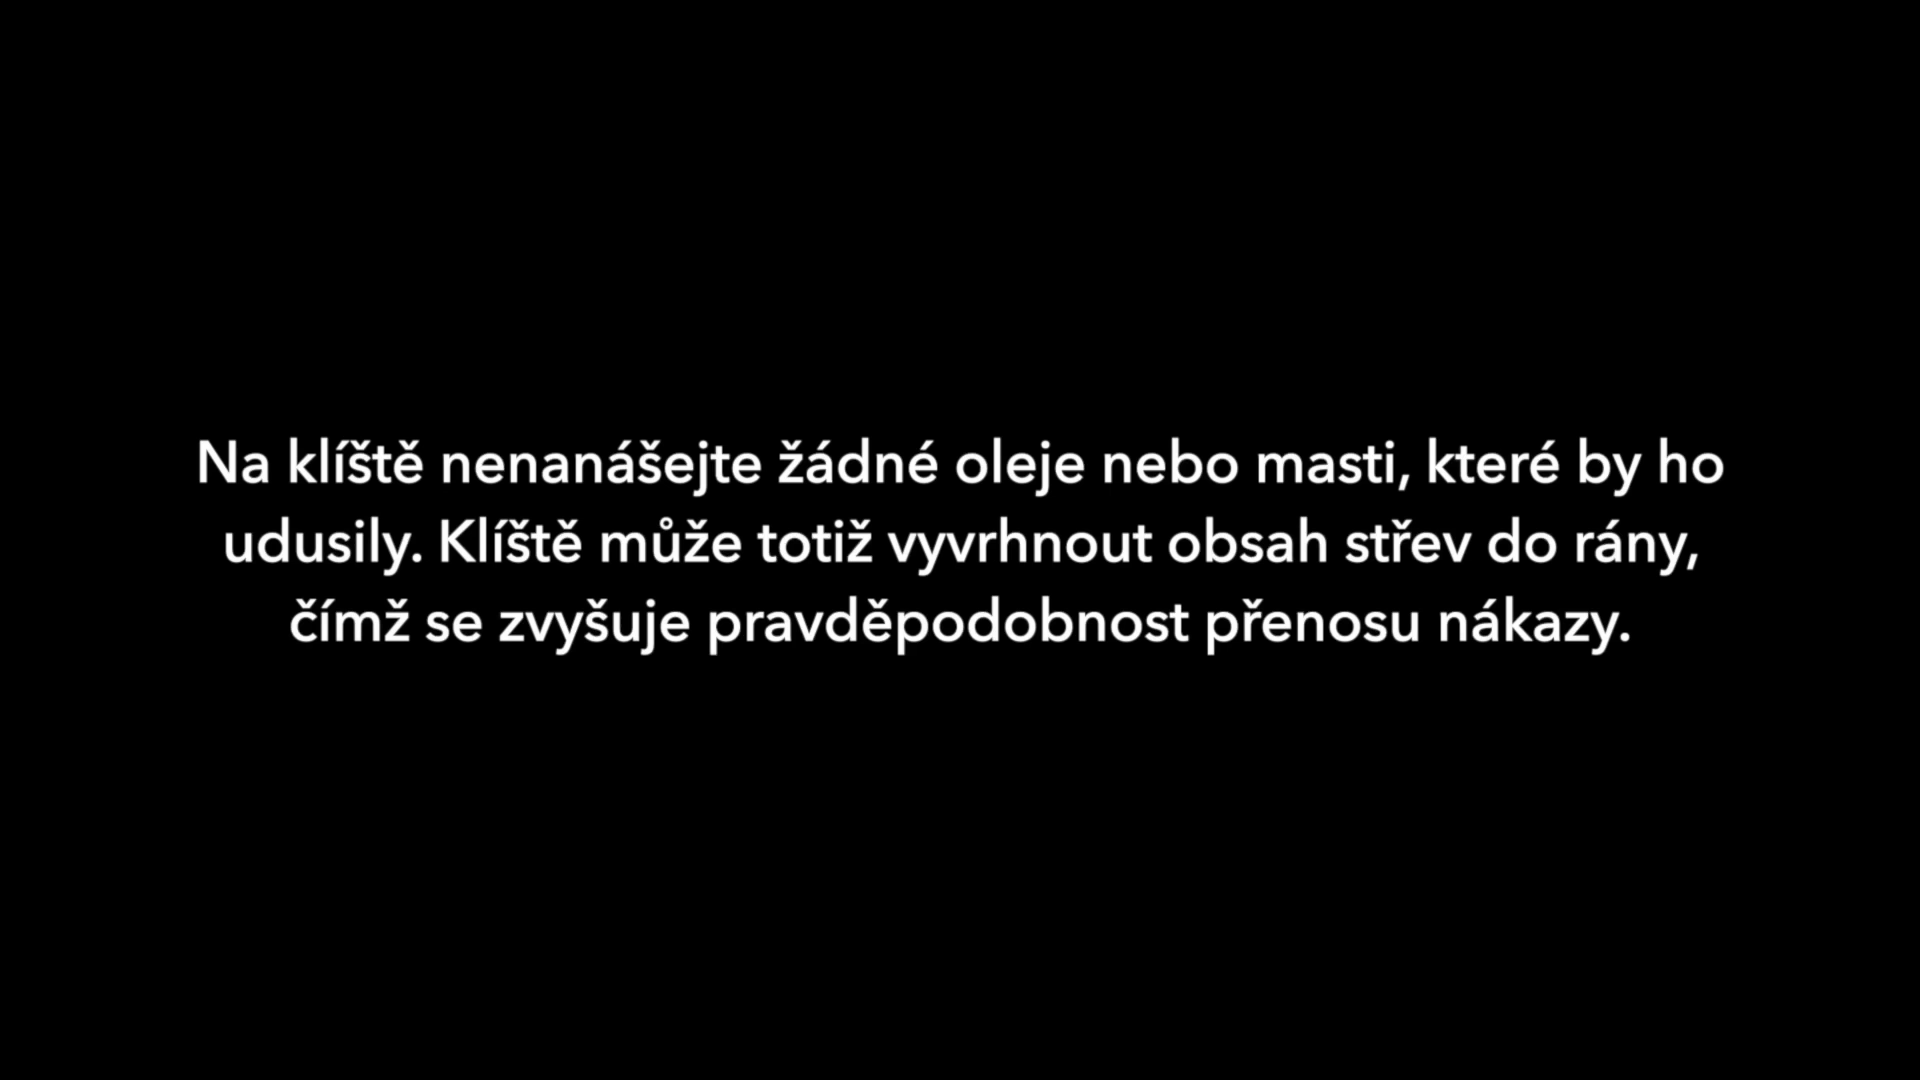 Na klíště nenanášejte žádné oleje nebo masti, které by ho
udusily. Klíště může totiž vyvrhnout obsah střev do rány,
čímž se zvyšuje pravděpodobnost přenosu nákazy.